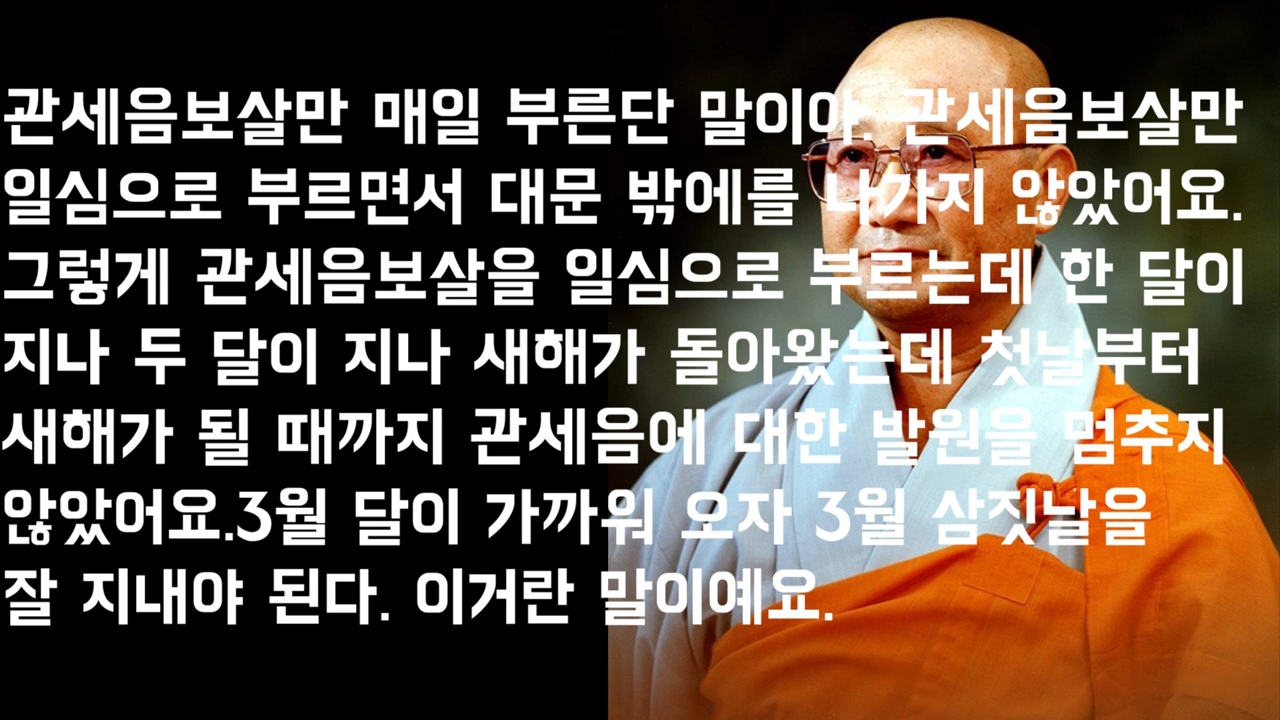 관세음보살만 매일 부른단 말이야. 관세음보살만
일심으로 부르면서 대문 밖에를 나가지 않았어요.
그렇게 관세음보살을 일심으로 부르는데 한 달이
지나 두 달이 지나 새해가 돌아왔는데 첫날부터
새해가 될 때까지 관세음에 대한 발원을 멈추지
않았어요.3월 달이 가까워 오자 3월 삼짓날을
잘 지내야 된다. 이거란 말이예요.